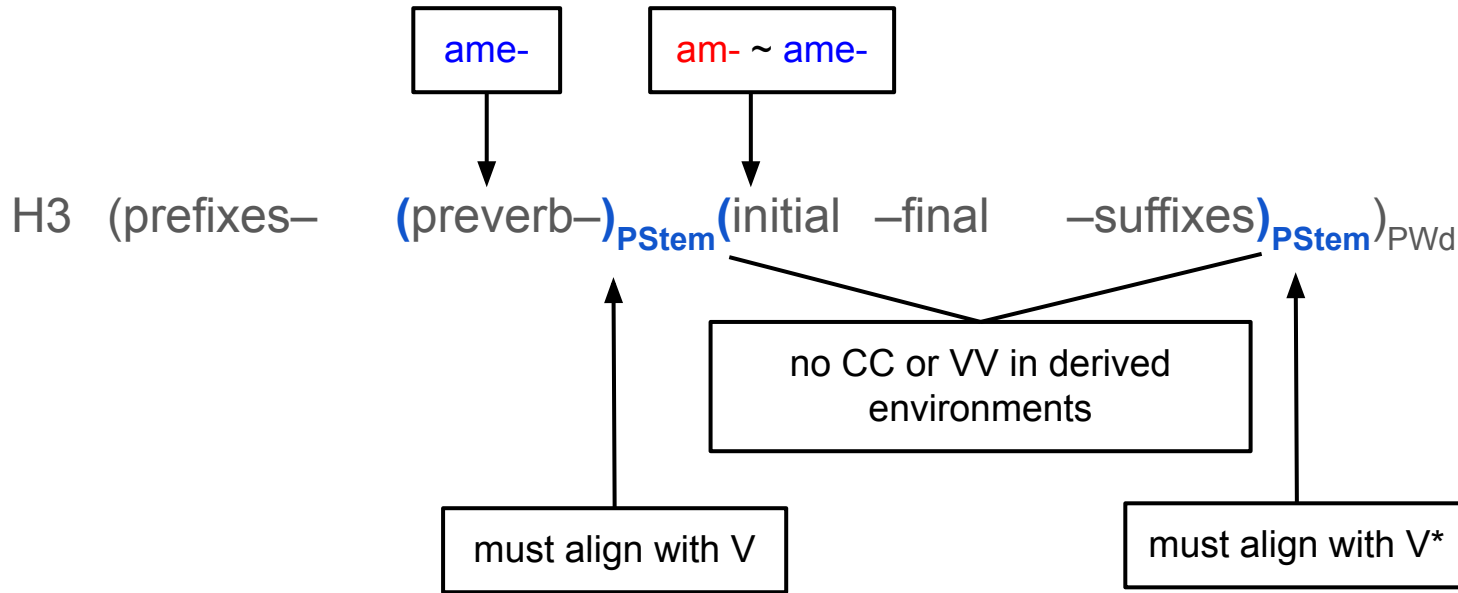 ame-
am- ~ ame-
H3 (prefixes– (preverb–)PStem(initial –final –suffixes)PStem)PWd
no CC or VV in derived
environments
must align with V
must align with V*